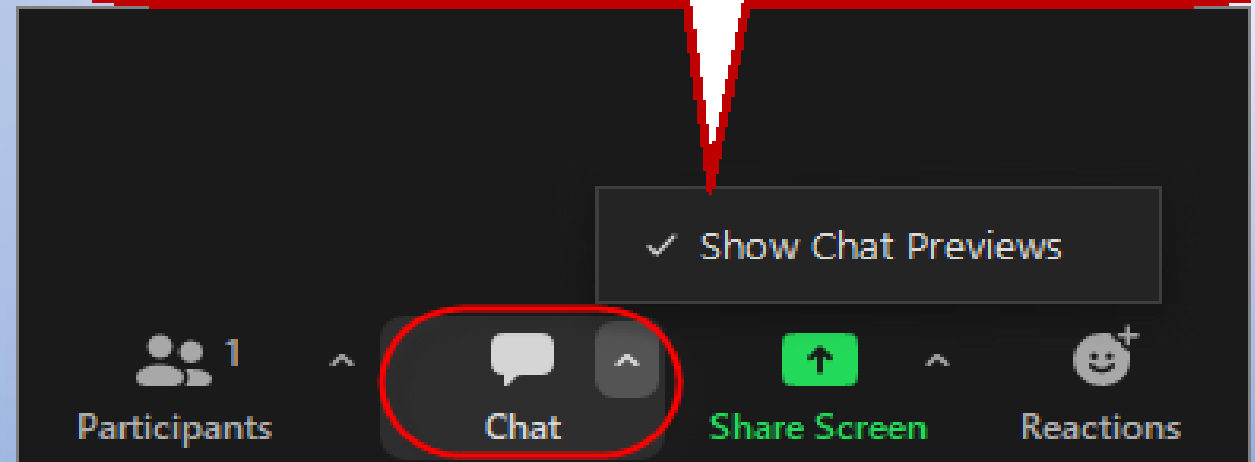 Show Chat Previews
1
Participants
Chat
Share Screen
Reactions